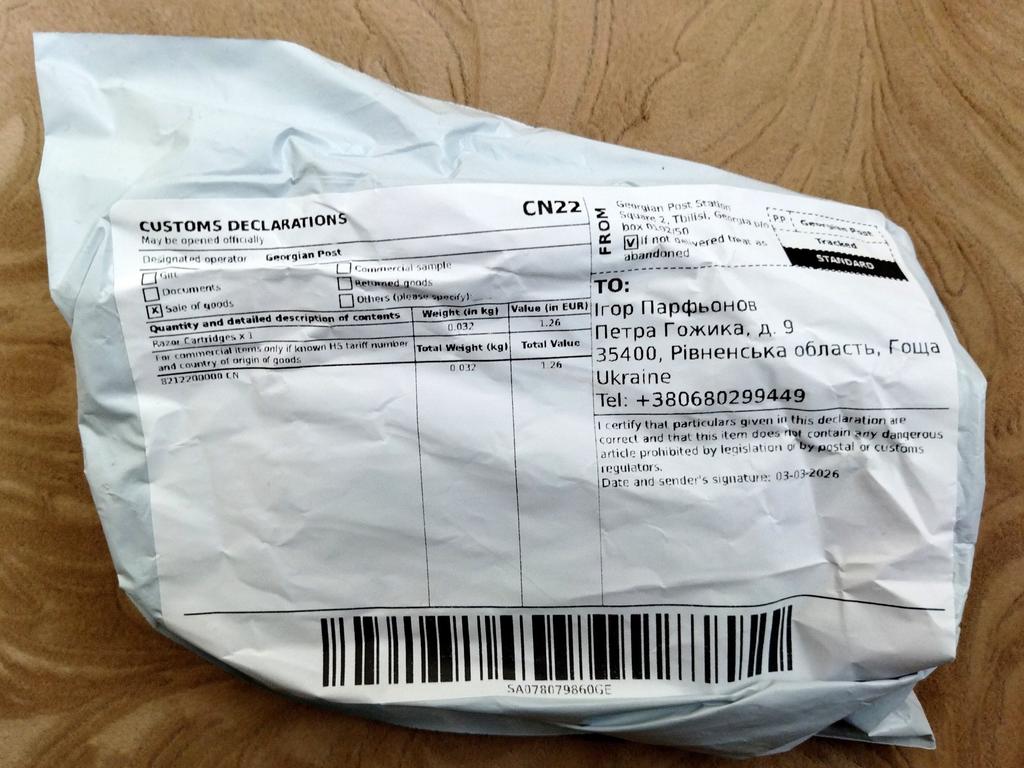 CUSTOMS DECLARATIONS CN22
May be opened officially
Designated operator Georgian Post
Gift Commercial sample
Documents Returned goods
X Sale of goods Others (please specify):
Quantity and detailed description of contents Weight (in kg) Value (in EUR)
Razor Cartridges x 1 0.032 1.26
For commercial items only if known HS tariff number
and country of origin of goods Total Weight (kg) Total Value
8212200000 CN 0.032 1.26
FROM
Georgian Post Station
Square 2, Tbilisi, Georgia p/o
box 0102/50
V If not delivered treat as
abandoned
P.P. Georgian Post
Tracked
STANDARD
TO:
Ігор Парфьонов
Петра Гожика, д. 9
35400, Рівненська область, Гоща
Ukraine
Tel: +380680299449
I certify that particulars given in this declaration are
correct and that this item does not contain any dangerous
article prohibited by legislation or by postal or customs
regulators.
Date and sender's signature: 03-03-2026
SA078079860GE